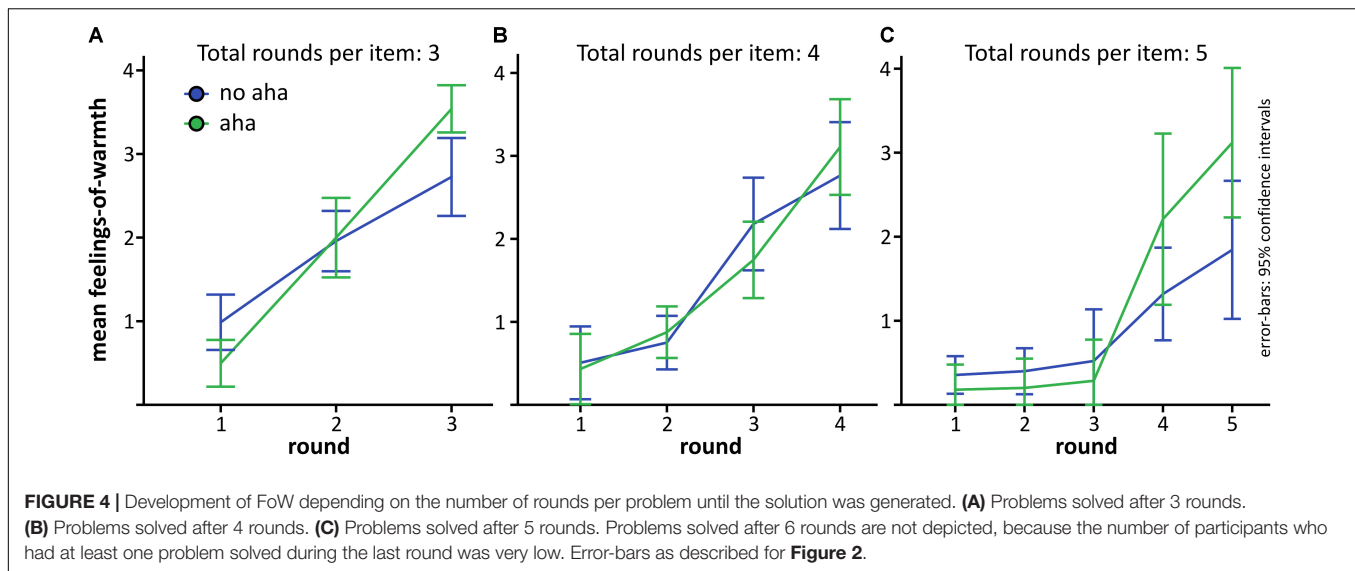 A
Total rounds per item: 3
no aha
aha
mean feelings-of-warmth
4
3
2
1
1 2 3
round
B
Total rounds per item: 4
4
3
2
1
1 2 3 4
round
C
Total rounds per item: 5
4
3
2
1
1 2 3 4 5
round
error-bars: 95% confidence intervals
FIGURE 4 | Development of FoW depending on the number of rounds per problem until the solution was generated. (A) Problems solved after 3 rounds.
(B) Problems solved after 4 rounds. (C) Problems solved after 5 rounds. Problems solved after 6 rounds are not depicted, because the number of participants who
had at least one problem solved during the last round was very low. Error-bars as described for Figure 2.